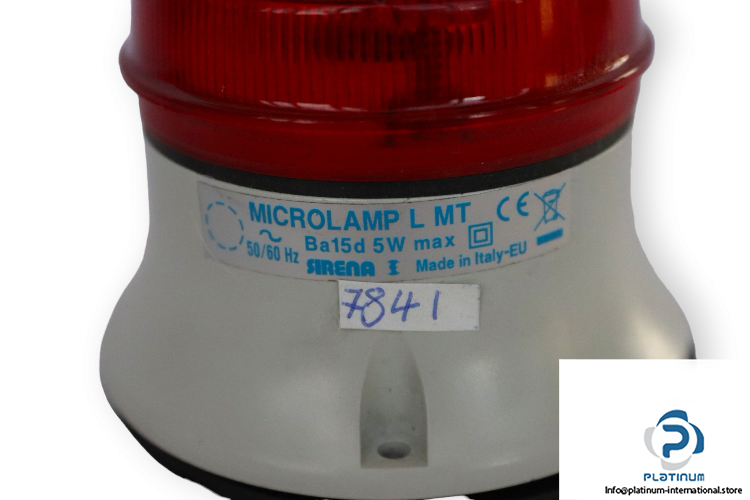 MICROLAMP L MT CE
~ Ba15d 5W max
50/60 Hz
SIRENA Made in Italy-EU
7841
P
PLATINUM
Info@platinum-international.store